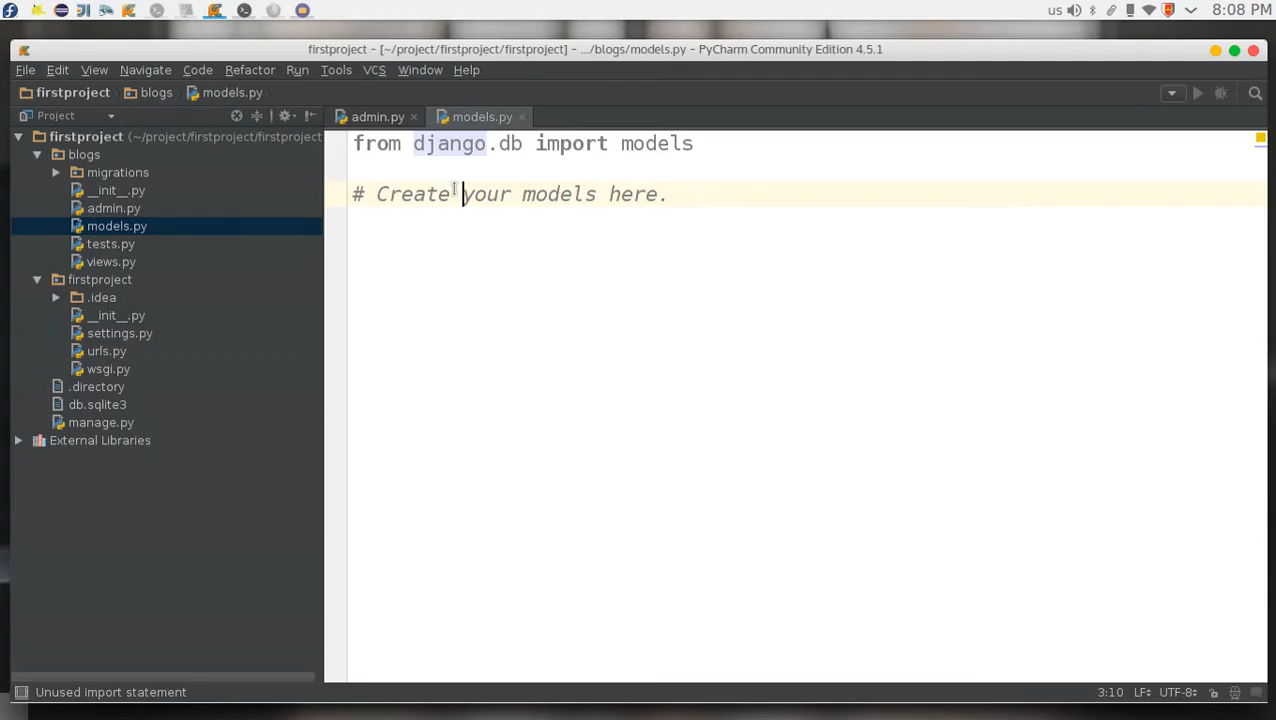 us 8:08 PM
firstproject - [~/project/firstproject/firstproject] - .../blogs/models.py - PyCharm Community Edition 4.5.1
File Edit View Navigate Code Refactor Run Tools VCS Window Help
firstproject blogs models.py
Project admin.py models.py
firstproject (~/project/firstproject/firstproject
blogs
migrations
__init__.py
admin.py
models.py
tests.py
views.py
firstproject
.idea
__init__.py
settings.py
urls.py
wsgi.py
.directory
db.sqlite3
manage.py
External Libraries
from django.db import models
# Create your models here.
Unused import statement 3:10 LF UTF-8